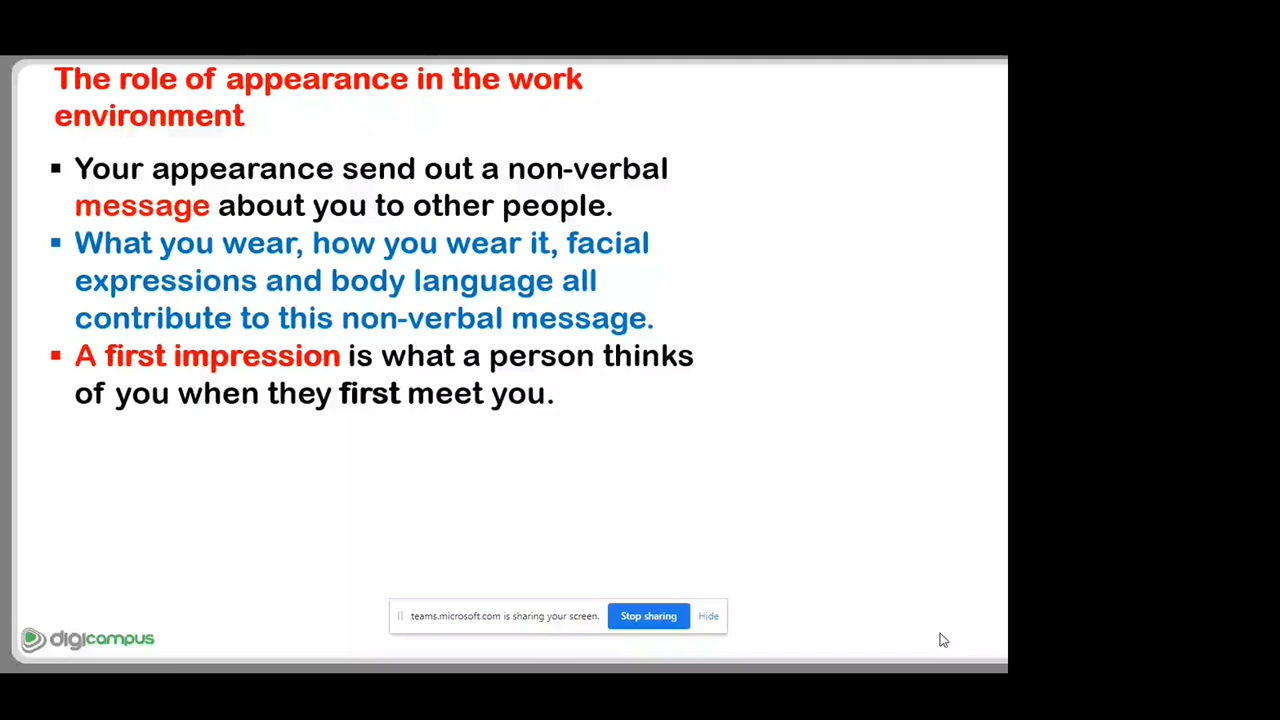 The role of appearance in the work
environment
▪ Your appearance send out a non-verbal
message about you to other people.
▪ What you wear, how you wear it, facial
expressions and body language all
contribute to this non-verbal message.
▪ A first impression is what a person thinks
of you when they first meet you.
teams.microsoft.com is sharing your screen. Stop sharing Hide
digicampus